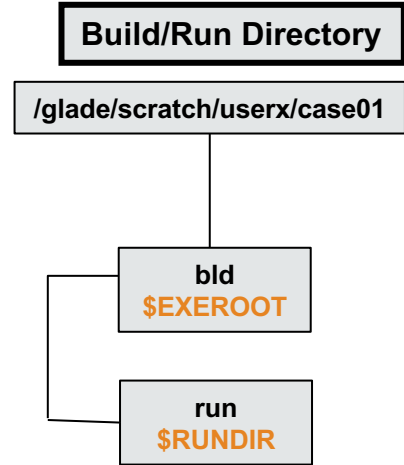 Build/Run Directory
/glade/scratch/userx/case01
bld
$EXEROOT
run
$RUNDIR